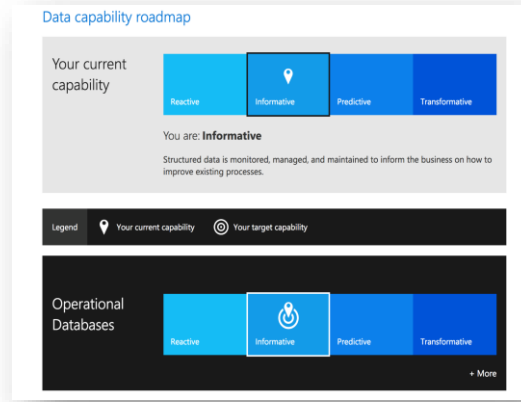 Data capability roadmap
Your current
capability
Reactive
Informative
Predictive
Transformative
You are: Informative
Structured data is monitored, managed, and maintained to inform the business on how to
improve existing processes.
Legend
Your current capability
Your target capability
Operational
Databases
Reactive
Informative
Predictive
Transformative
+ More